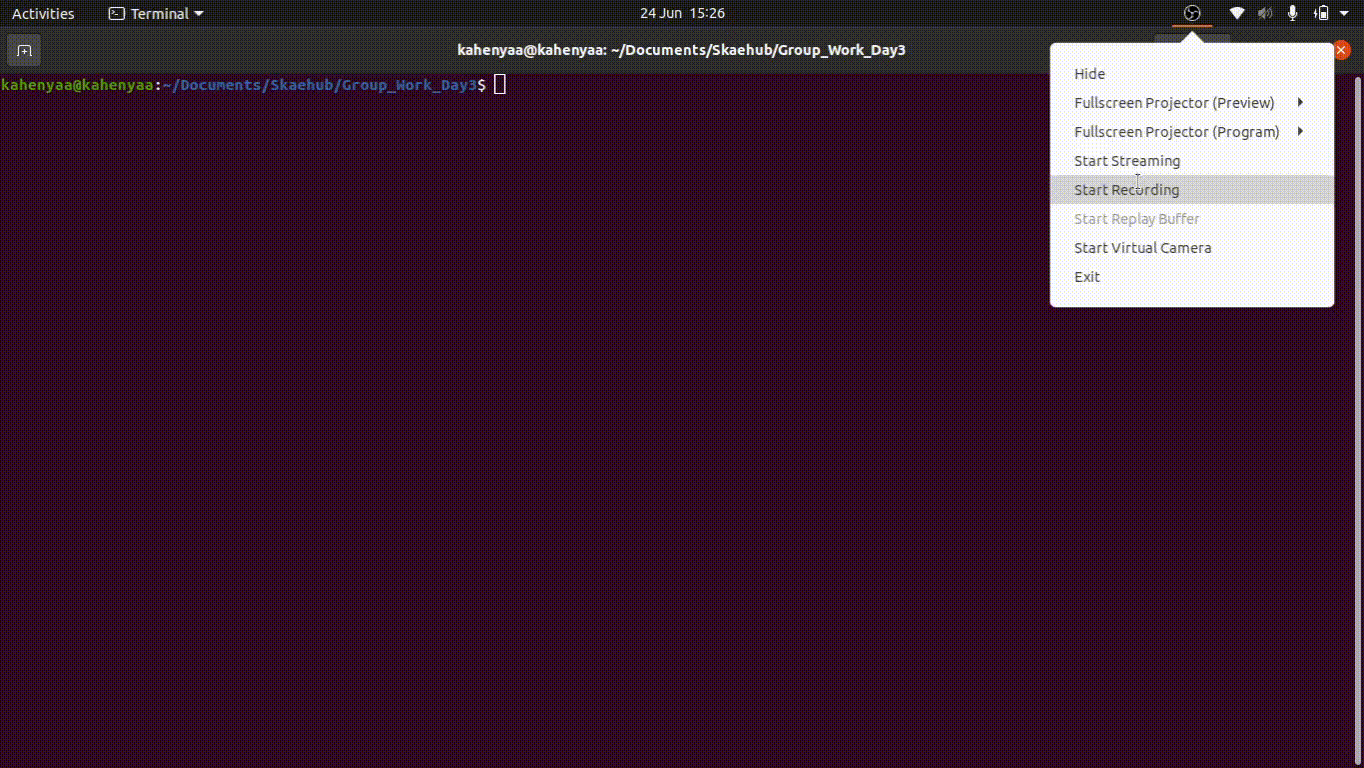 Activities Terminal 24 Jun 15:26
kahenyaa@kahenyaa: ~/Documents/Skaehub/Group_Work_Day3
kahenyaa@kahenyaa:~/Documents/Skaehub/Group_Work_Day3$
Hide
Fullscreen Projector (Preview)
Fullscreen Projector (Program)
Start Streaming
Start Recording
Start Replay Buffer
Start Virtual Camera
Exit